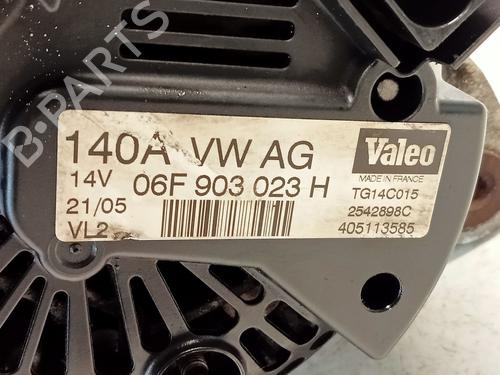 B-PARTS
140A VW AG
14V 06F 903 023 H
21/05
VL2
Valeo
MADE IN FRANCE
TG14C015
2542898C
405113585